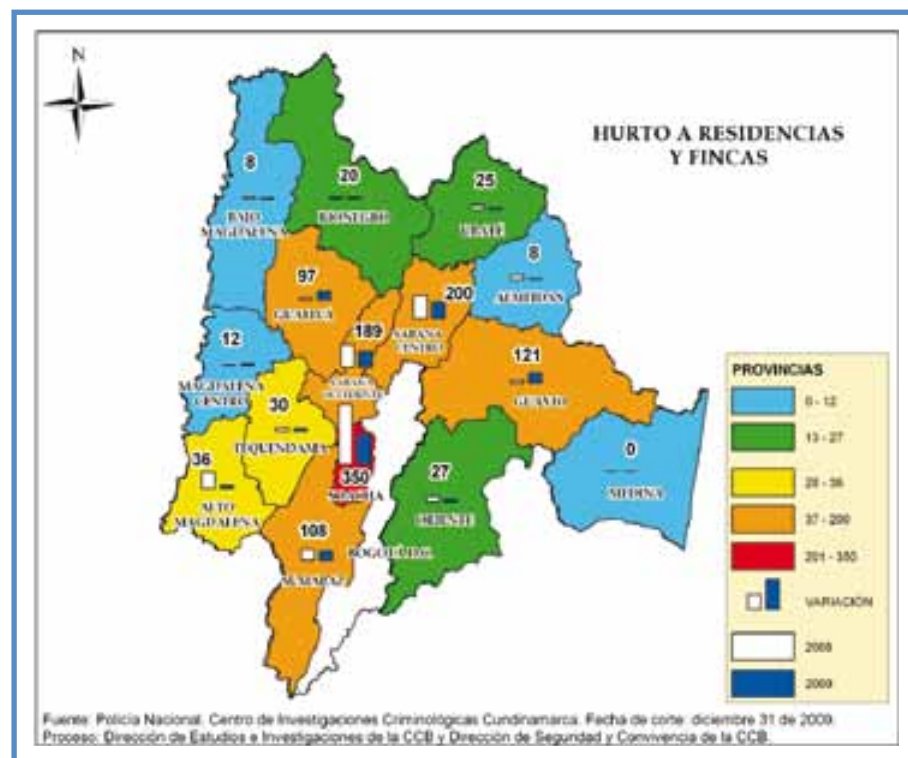 N
HURTO A RESIDENCIAS
Y FINCAS
8
BAJO
MAGDALENA
20
RIONEGRO
25
UBATÉ
8
ALMEIDAS
97
GUALIVÁ
189
SABANA
OCCIDENTE
200
SABANA
CENTRO
12
MAGDALENA
CENTRO
121
GUAVIO
30
TEQUENDAMA
36
ALTO
MAGDALENA
350
SOACHA
27
ORIENTE
0
MEDINA
108
SUMAPAZ
BOGOTÁ D.C.
PROVINCIAS
0 - 12
13 - 27
28 - 36
37 - 200
201 - 350
VARIACIÓN
2008
2009
Fuente: Policía Nacional. Centro de Investigaciones Criminológicas Cundinamarca. Fecha de corte: diciembre 31 de 2009.
Proceso: Dirección de Estudios e Investigaciones de la CCB y Dirección de Seguridad y Convivencia de la CCB.